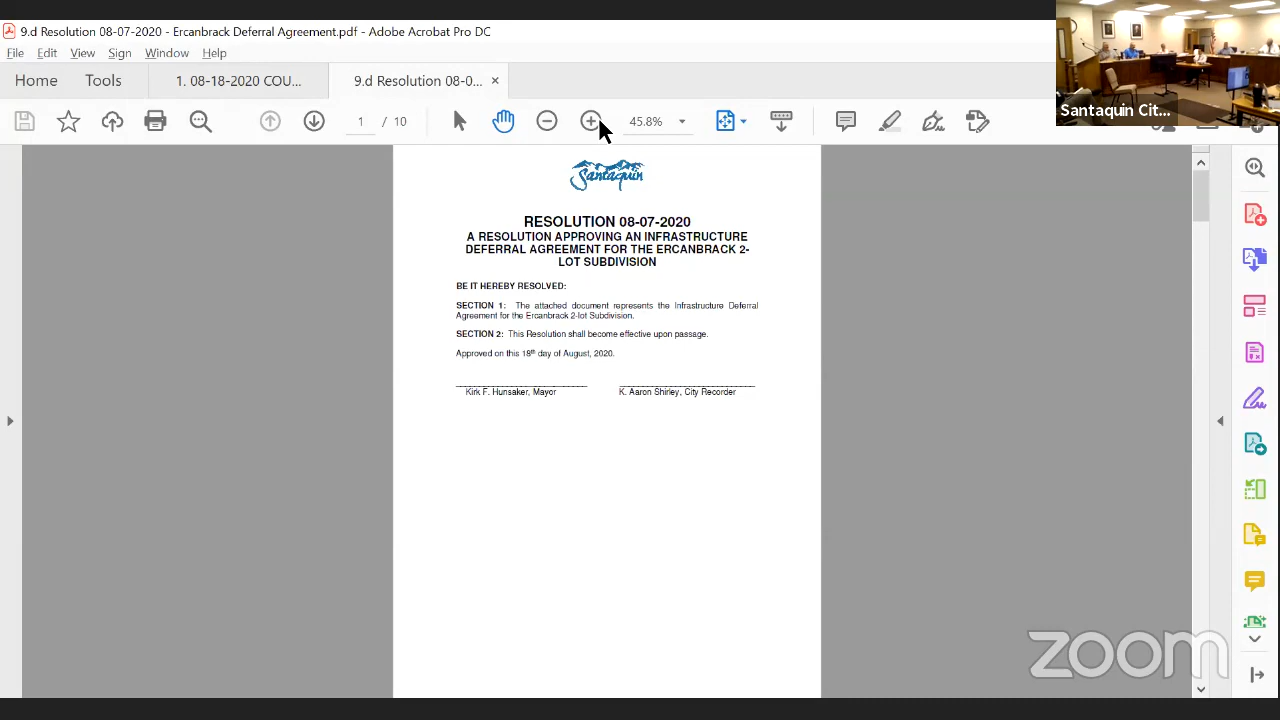 9.d Resolution 08-07-2020 - Ercanbrack Deferral Agreement.pdf - Adobe Acrobat Pro DC
File Edit View Sign Window Help
Home Tools 1. 08-18-2020 COU... 9.d Resolution 08-0... ×
1 / 10 45.8%
Santaquin Cit...
Santaquin
RESOLUTION 08-07-2020
A RESOLUTION APPROVING AN INFRASTRUCTURE
DEFERRAL AGREEMENT FOR THE ERCANBRACK 2-
LOT SUBDIVISION
BE IT HEREBY RESOLVED:
SECTION 1: The attached document represents the Infrastructure Deferral
Agreement for the Ercanbrack 2-lot Subdivision.
SECTION 2: This Resolution shall become effective upon passage.
Approved on this 18th day of August, 2020.
Kirk F. Hunsaker, Mayor K. Aaron Shirley, City Recorder
zoom